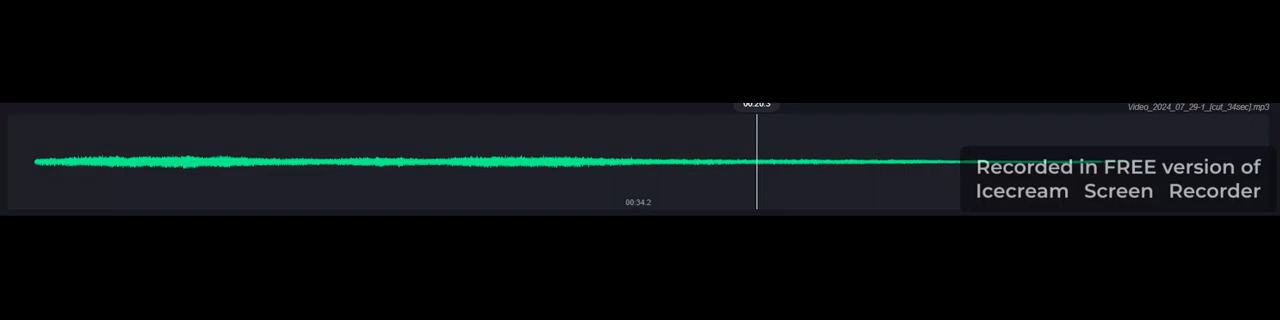 00:20.3
Video_2024_07_29-1_[cut_34sec].mp3
Recorded in FREE version of
Icecream Screen Recorder
00:34.2